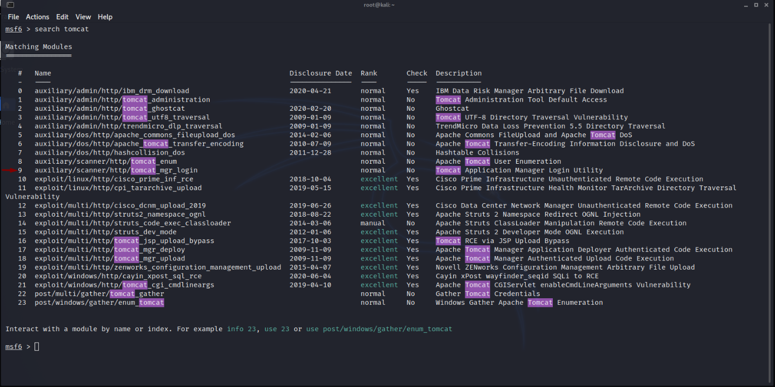 root@kali: ~
File Actions Edit View Help
msf6 > search tomcat
Matching Modules
================
# Name Disclosure Date Rank Check Description
- ---- --------------- ---- ----- -----------
0 auxiliary/admin/http/ibm_drm_download 2020-04-21 normal Yes IBM Data Risk Manager Arbitrary File Download
1 auxiliary/admin/http/tomcat_administration normal No Tomcat Administration Tool Default Access
2 auxiliary/admin/http/tomcat_ghostcat 2020-02-20 normal No Ghostcat
3 auxiliary/admin/http/tomcat_utf8_traversal 2009-01-09 normal No Tomcat UTF-8 Directory Traversal Vulnerability
4 auxiliary/admin/http/trendmicro_dlp_traversal 2009-01-09 normal No TrendMicro Data Loss Prevention 5.5 Directory Traversal
5 auxiliary/dos/http/apache_commons_fileupload_dos 2014-02-06 normal No Apache Commons FileUpload and Apache Tomcat DoS
6 auxiliary/dos/http/apache_tomcat_transfer_encoding 2010-07-09 normal No Apache Tomcat Transfer-Encoding Information Disclosure and DoS
7 auxiliary/dos/http/hashcollision_dos 2011-12-28 normal No Hashtable Collisions
8 auxiliary/scanner/http/tomcat_enum normal No Apache Tomcat User Enumeration
9 auxiliary/scanner/http/tomcat_mgr_login normal No Tomcat Application Manager Login Utility
10 exploit/linux/http/cisco_prime_inf_rce 2018-10-04 excellent Yes Cisco Prime Infrastructure Unauthenticated Remote Code Execution
11 exploit/linux/http/cpi_tararchive_upload 2019-05-15 excellent Yes Cisco Prime Infrastructure Health Monitor TarArchive Directory Traversal
Vulnerability
12 exploit/multi/http/cisco_dcnm_upload_2019 2019-06-26 excellent Yes Cisco Data Center Network Manager Unauthenticated Remote Code Execution
13 exploit/multi/http/struts2_namespace_ognl 2018-08-22 excellent Yes Apache Struts 2 Namespace Redirect OGNL Injection
14 exploit/multi/http/struts_code_exec_classloader 2014-03-06 manual No Apache Struts ClassLoader Manipulation Remote Code Execution
15 exploit/multi/http/struts_dev_mode 2012-01-06 excellent Yes Apache Struts 2 Developer Mode OGNL Execution
16 exploit/multi/http/tomcat_jsp_upload_bypass 2017-10-03 excellent Yes Tomcat RCE via JSP Upload Bypass
17 exploit/multi/http/tomcat_mgr_deploy 2009-11-09 excellent Yes Apache Tomcat Manager Application Deployer Authenticated Code Execution
18 exploit/multi/http/tomcat_mgr_upload 2009-11-09 excellent Yes Apache Tomcat Manager Authenticated Upload Code Execution
19 exploit/multi/http/zenworks_configuration_management_upload 2015-04-07 excellent Yes Novell ZENworks Configuration Management Arbitrary File Upload
20 exploit/windows/http/cayin_xpost_sql_rce 2020-06-04 excellent Yes Cayin xPost wayfinder_seqid SQLi to RCE
21 exploit/windows/http/tomcat_cgi_cmdlineargs 2019-04-10 excellent Yes Apache Tomcat CGIServlet enableCmdLineArguments Vulnerability
22 post/multi/gather/tomcat_gather normal No Gather Tomcat Credentials
23 post/windows/gather/enum_tomcat normal No Windows Gather Apache Tomcat Enumeration
Interact with a module by name or index. For example info 23, use 23 or use post/windows/gather/enum_tomcat
msf6 >